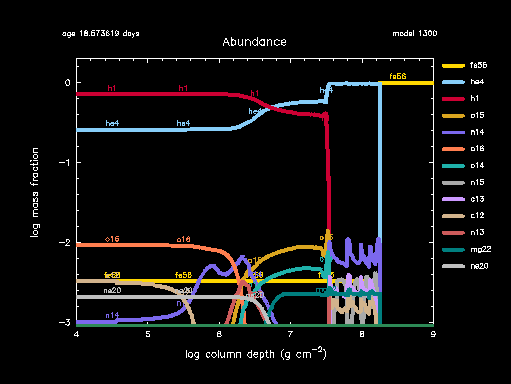 age 18.573619 days
model 1300
Abundance
fe56
h1
h1
h1
he4
he4
he4
he4
o16
o16
o15
fe56
fe56
ne20
ne20
n14
log mass fraction
0
−1
−2
−3
4
5
6
7
8
9
log column depth (g cm−2)
fe56
he4
h1
o15
n14
o16
o14
n15
c13
c12
n13
mg22
ne20